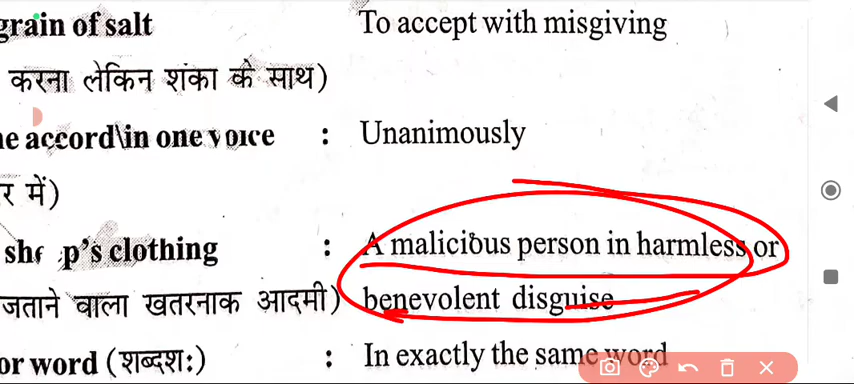 grain of salt To accept with misgiving
करना लेकिन शंका के साथ)
accord\in one voice : Unanimously
में)
clothing : A malicious person in harmless or
जताने वाला खतरनाक आदमी) benevolent disguise
or word (शब्दशः) : In exactly the same word